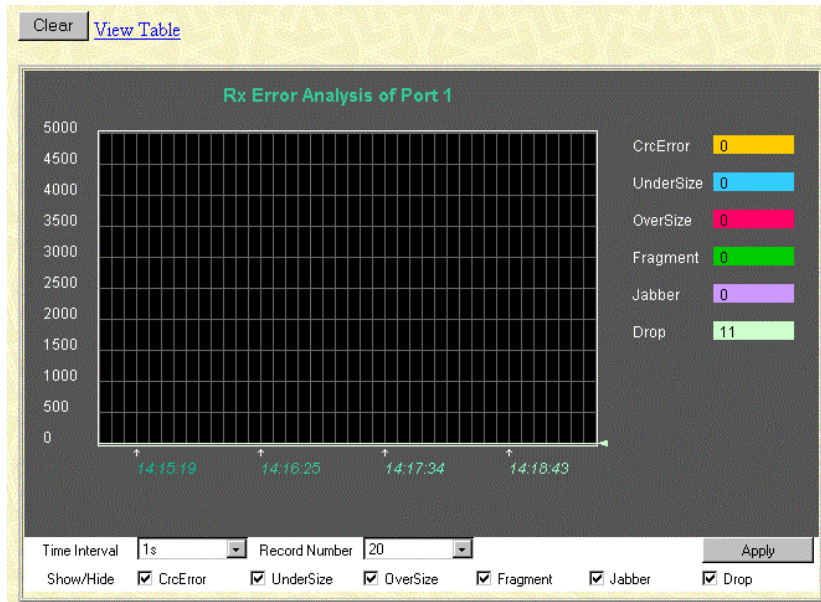 Clear View Table
Rx Error Analysis of Port 1
5000
4500
4000
3500
3000
2500
2000
1500
1000
500
0
14:15:19 14:16:25 14:17:34 14:18:43
CrcError 0
UnderSize 0
OverSize 0
Fragment 0
Jabber 0
Drop 11
Time Interval 1s Record Number 20 Apply
Show/Hide CrcError UnderSize OverSize Fragment Jabber Drop